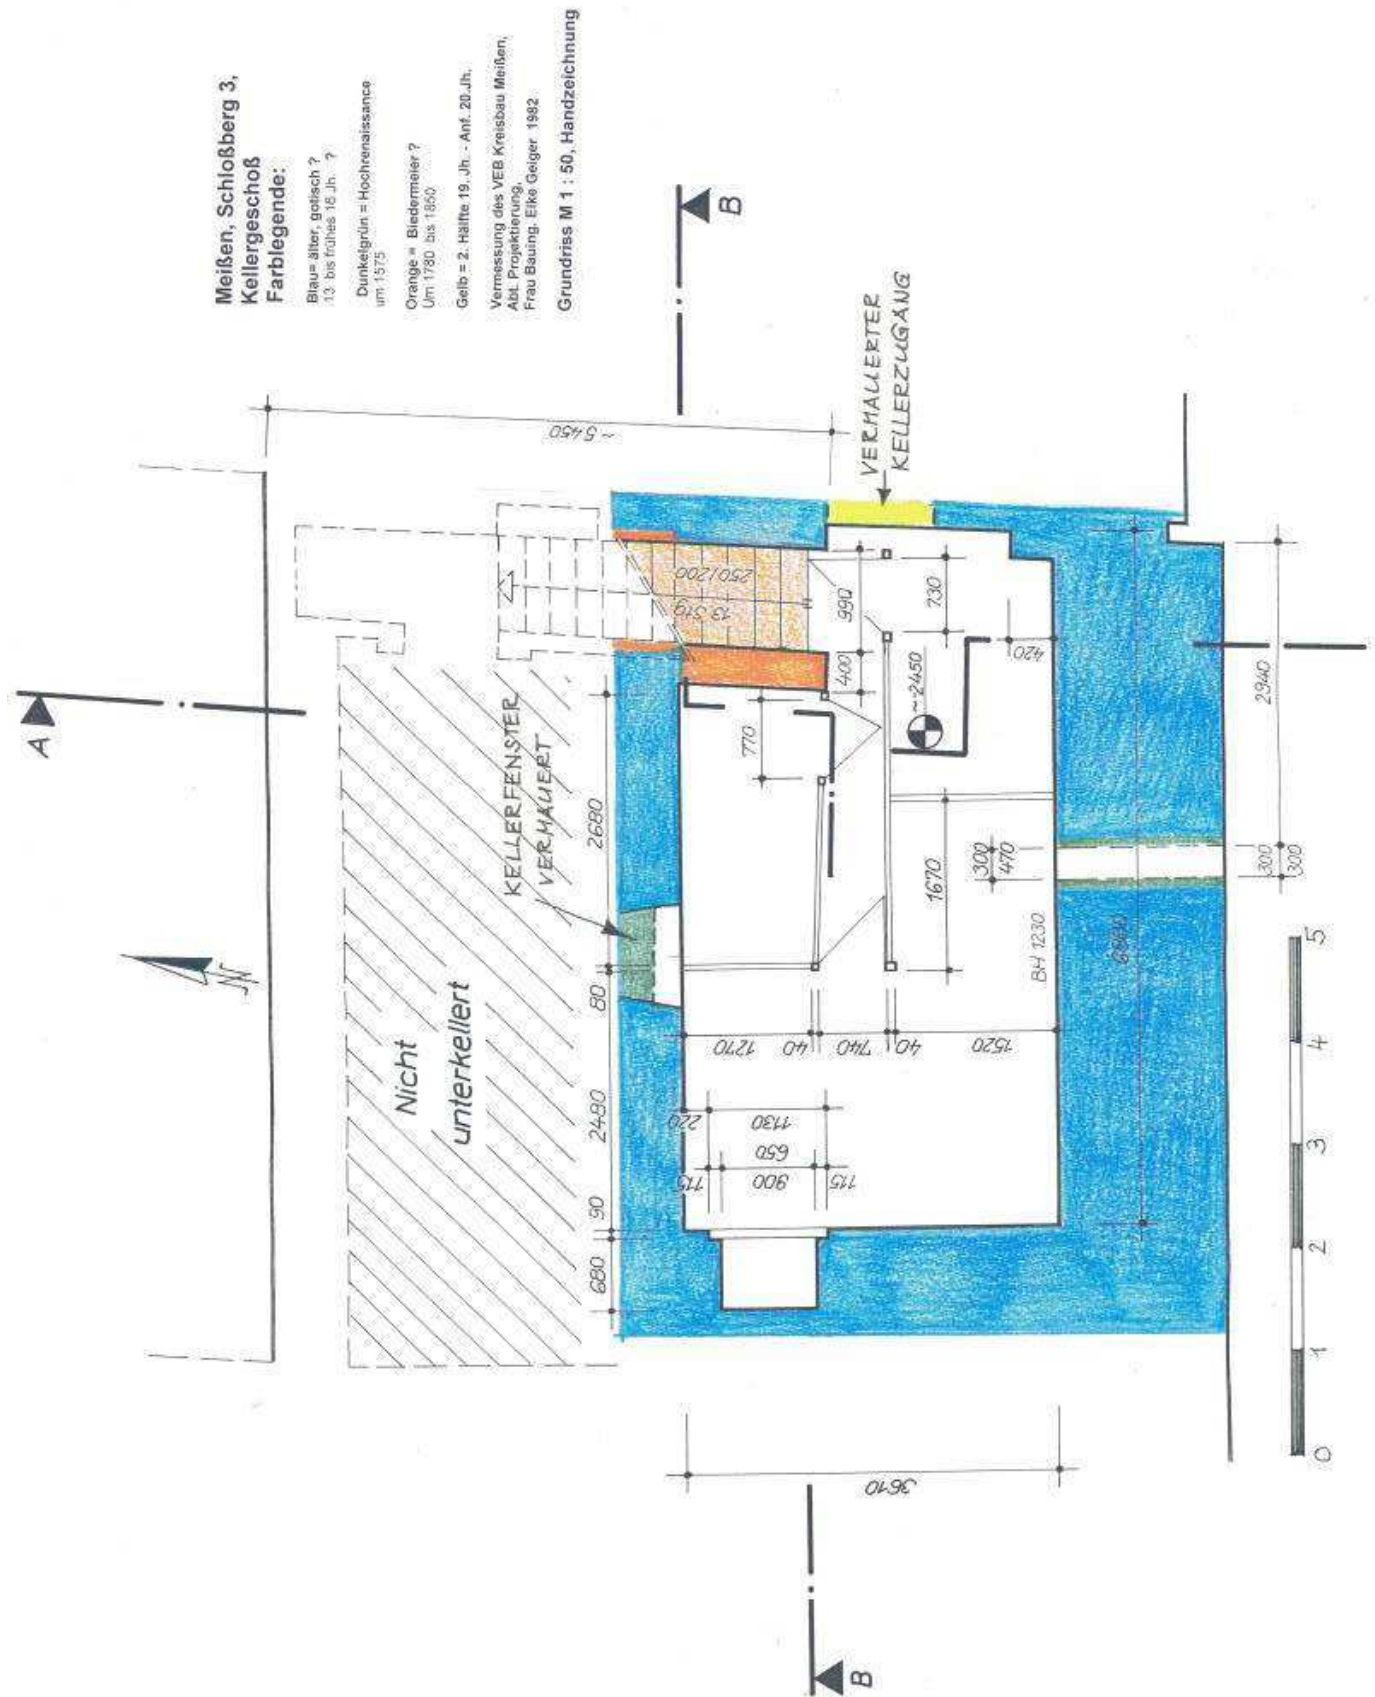 Meißen, Schloßberg 3,
Kellergeschoß
Farblegende:
Blau= älter, gotisch ?
13. bis frühes 16 Jh. ?
Dunkelgrün = Hochrenaissance
um 1575
Orange = Biedermeier ?
Um 1780 bis 1850
Gelb = 2. Hälfte 19. Jh. - Anf. 20.Jh.
Vermessung des VEB Kreisbau Meißen,
Abt. Projektierung,
Frau Bauing. Elke Geiger 1982
Grundriss M 1 : 50, Handzeichnung
A
B
B
N
Nicht
unterkellert
KELLERFENSTER
VERMAUERT
VERMAUERTER
KELLERZUGANG
~5450
250/200
13 Stg
990
400
730
420
~-2450
770
2680
80
2480
90
680
1670
300
470
BH 1230
1270
40
740
40
1520
220
1130
650
900
115
115
2940
300
300
3610
0
1
2
3
4
5